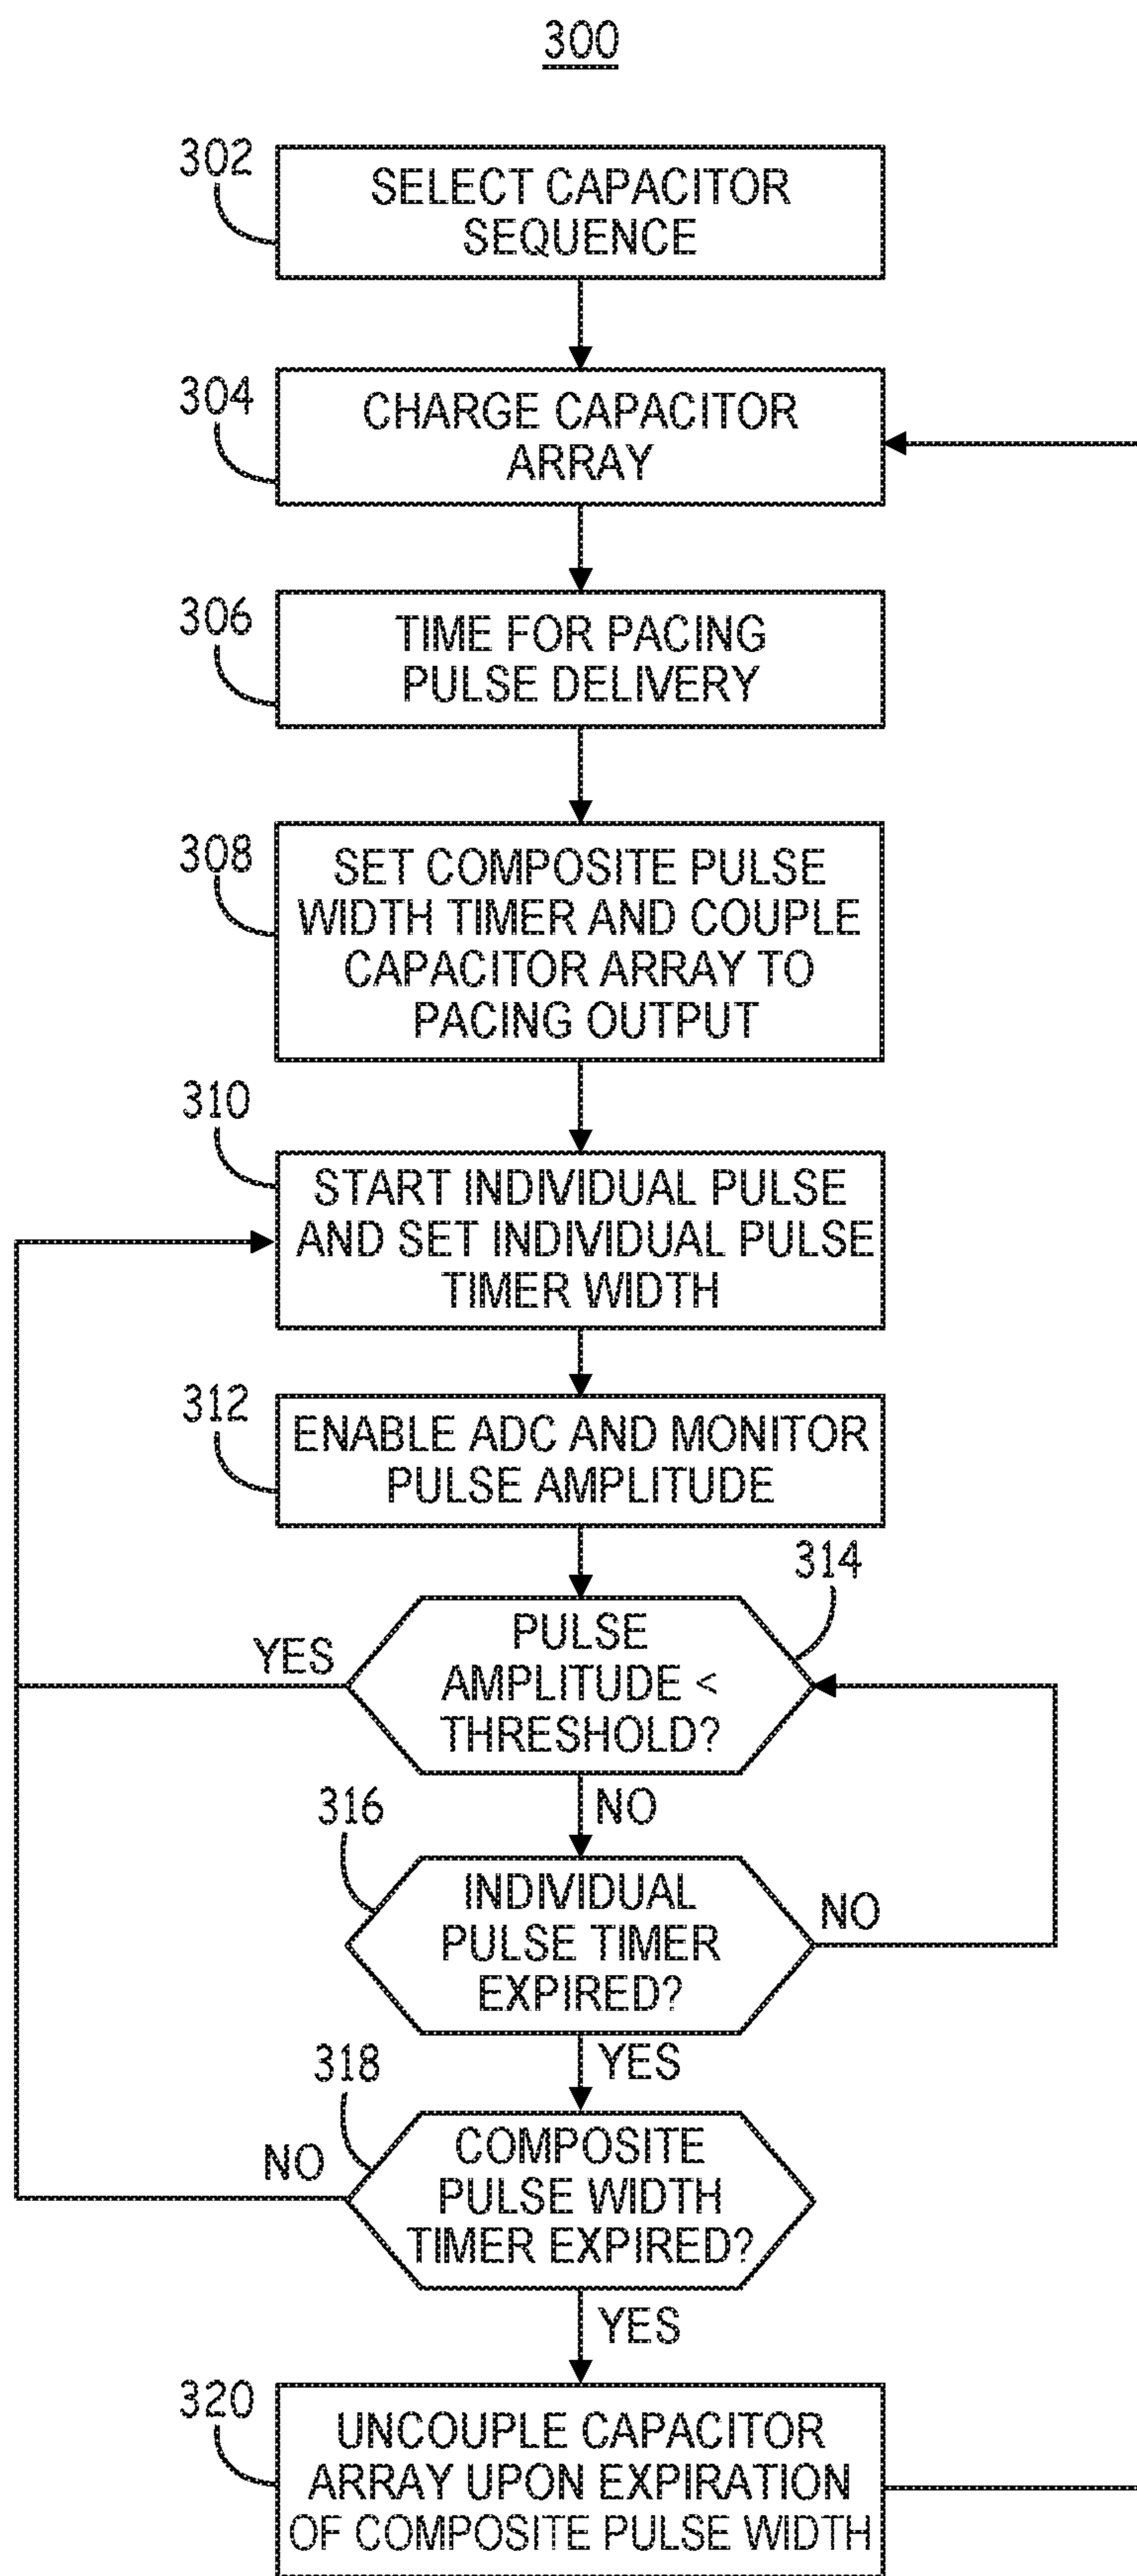 300
302
SELECT CAPACITOR
SEQUENCE
304
CHARGE CAPACITOR
ARRAY
306
TIME FOR PACING
PULSE DELIVERY
308
SET COMPOSITE PULSE
WIDTH TIMER AND COUPLE
CAPACITOR ARRAY TO
PACING OUTPUT
310
START INDIVIDUAL PULSE
AND SET INDIVIDUAL PULSE
TIMER WIDTH
312
ENABLE ADC AND MONITOR
PULSE AMPLITUDE
314
PULSE
AMPLITUDE <
THRESHOLD?
YES
NO
316
INDIVIDUAL
PULSE TIMER
EXPIRED?
NO
YES
318
COMPOSITE
PULSE WIDTH
TIMER EXPIRED?
NO
YES
320
UNCOUPLE CAPACITOR
ARRAY UPON EXPIRATION
OF COMPOSITE PULSE WIDTH